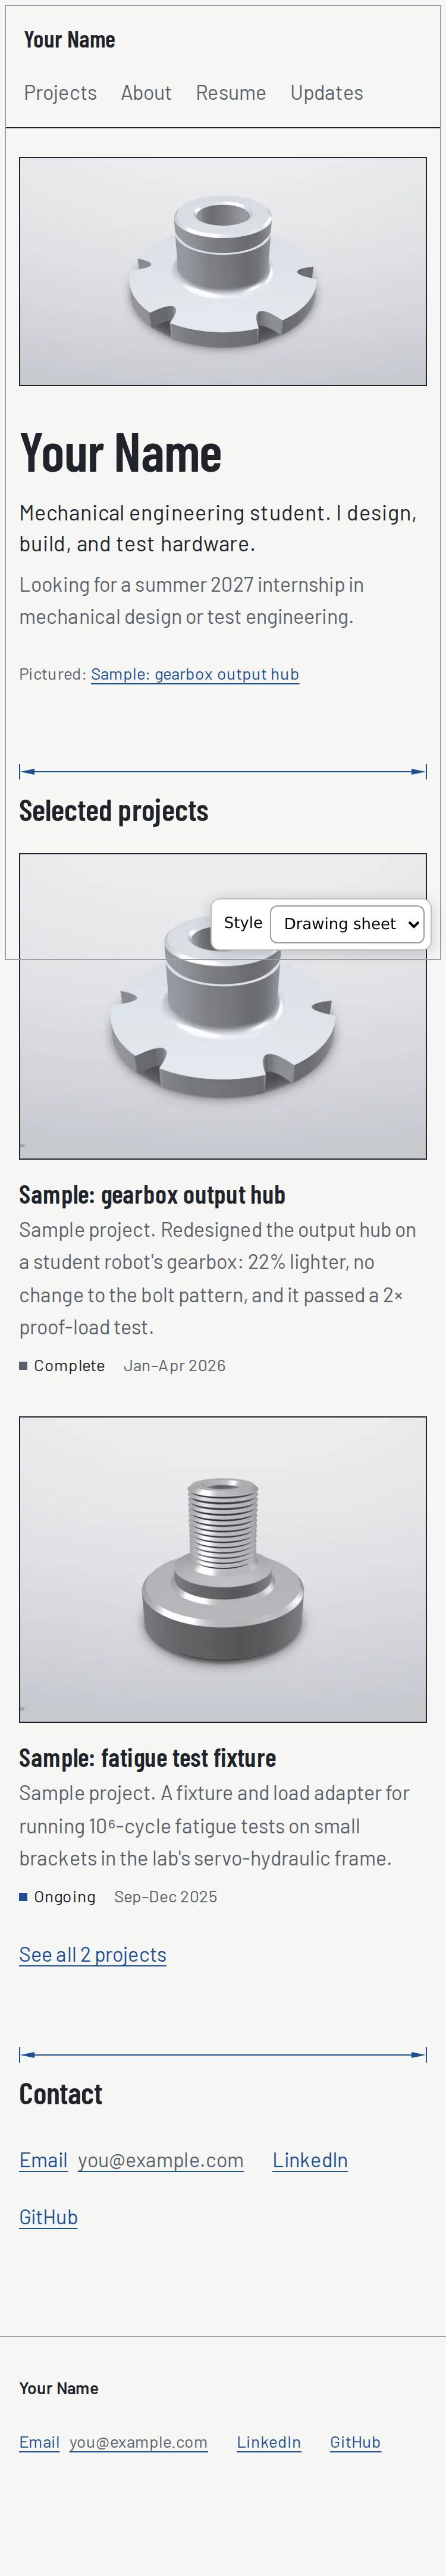 Your Name
Projects About Resume Updates
Your Name
Mechanical engineering student. I design,
build, and test hardware.
Looking for a summer 2027 internship in
mechanical design or test engineering.
Pictured: Sample: gearbox output hub
Selected projects
Style Drawing sheet
Sample: gearbox output hub
Sample project. Redesigned the output hub on
a student robot's gearbox: 22% lighter, no
change to the bolt pattern, and it passed a 2×
proof-load test.
Complete Jan–Apr 2026
Sample: fatigue test fixture
Sample project. A fixture and load adapter for
running 10⁶-cycle fatigue tests on small
brackets in the lab's servo-hydraulic frame.
Ongoing Sep–Dec 2025
See all 2 projects
Contact
Email you@example.com LinkedIn
GitHub
Your Name
Email you@example.com LinkedIn GitHub